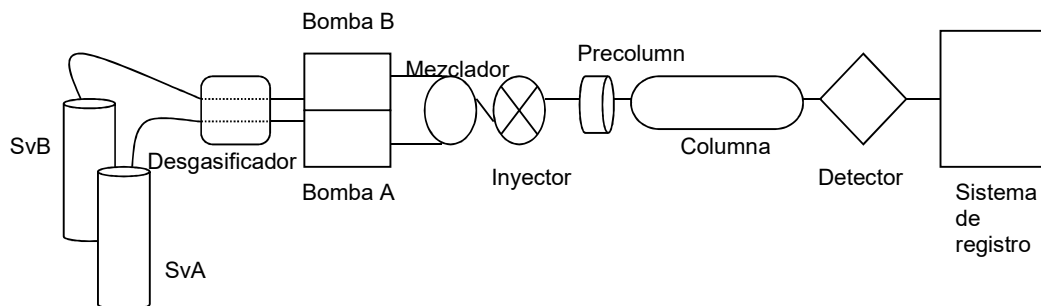 Bomba B
Mezclador
Precolumn
SvB
Desgasificador
Columna
Bomba A
Inyector
Detector
Sistema
de
registro
SvA